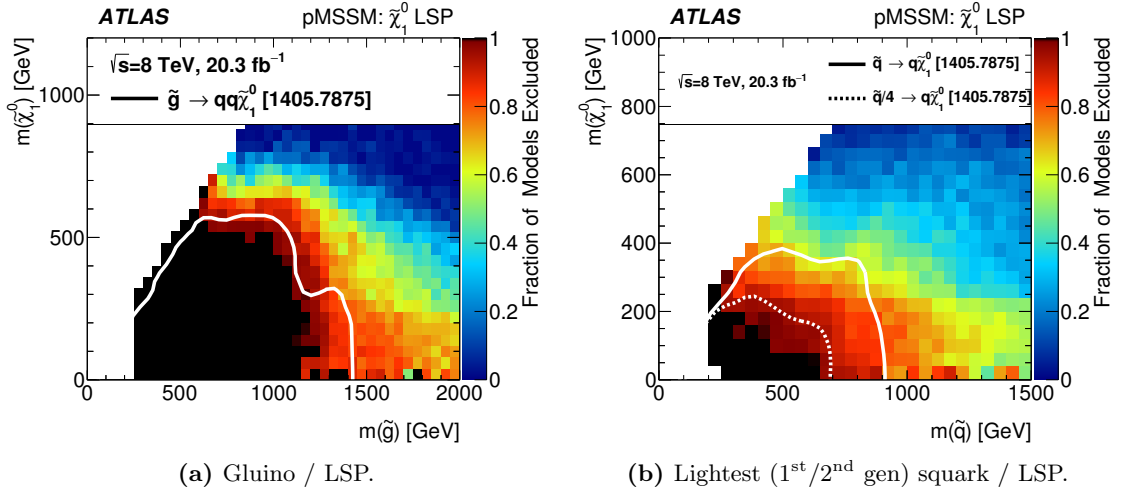 ATLAS pMSSM: χ̃₁⁰ LSP
√s=8 TeV, 20.3 fb⁻¹
g̃ → qqχ̃₁⁰ [1405.7875]
m(χ̃₁⁰) [GeV]
1000
500
0
0 500 1000 1500 2000
m(g̃) [GeV]
1
0.8
0.6
0.4
0.2
0
Fraction of Models Excluded
(a) Gluino / LSP.
ATLAS pMSSM: χ̃₁⁰ LSP
√s=8 TeV, 20.3 fb⁻¹
q̃ → qχ̃₁⁰ [1405.7875]
q̃/4 → qχ̃₁⁰ [1405.7875]
m(χ̃₁⁰) [GeV]
1000
800
600
400
200
0
0 500 1000 1500
m(q̃) [GeV]
1
0.8
0.6
0.4
0.2
0
Fraction of Models Excluded
(b) Lightest (1ˢᵗ/2ⁿᵈ gen) squark / LSP.